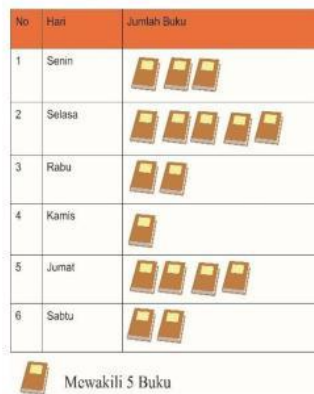 No Hari Jumlah Buku
1 Senin
2 Selasa
3 Rabu
4 Kamis
5 Jumat
6 Sabtu
Mewakili 5 Buku